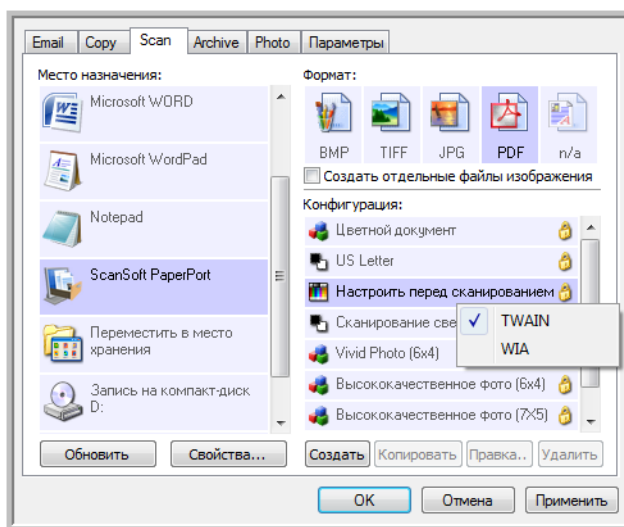 Email Copy Scan Archive Photo Параметры
Место назначения:
Microsoft WORD
Microsoft WordPad
Notepad
ScanSoft PaperPort
Переместить в место
хранения
Запись на компакт-диск
D:
Обновить Свойства...
Формат:
BMP TIFF JPG PDF n/a
Создать отдельные файлы изображения
Конфигурация:
Цветной документ
US Letter
Настроить перед сканированием
Сканирование све
TWAIN
WIA
Vivid Photo (6x4)
Высококачественное фото (6x4)
Высококачественное фото (7X5)
Создать Копировать Правка.. Удалить
OK Отмена Применить